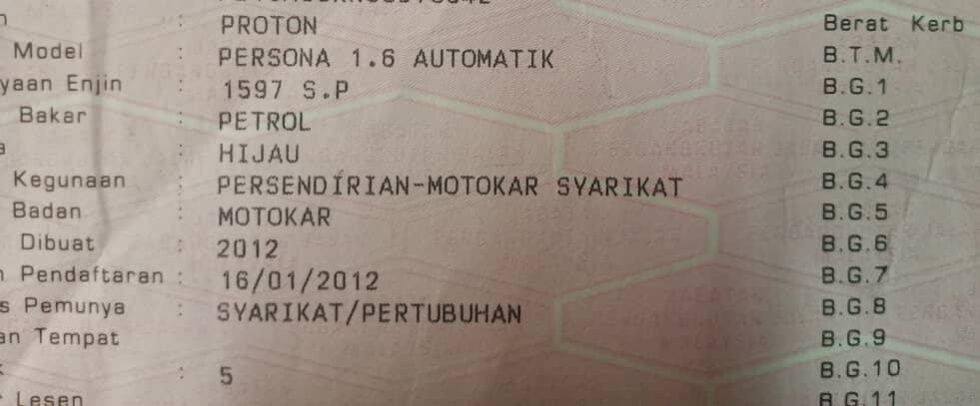 PROTON Berat Kerb
Model : PERSONA 1.6 AUTOMATIK B.T.M.
yaan Enjin : 1597 S.P B.G.1
Bakar : PETROL B.G.2
: HIJAU B.G.3
Kegunaan : PERSENDIRIAN-MOTOKAR SYARIKAT B.G.4
Badan : MOTOKAR B.G.5
Dibuat : 2012 B.G.6
n Pendaftaran : 16/01/2012 B.G.7
s Pemunya : SYARIKAT/PERTUBUHAN B.G.8
an Tempat B.G.9
: 5 B.G.10
Lesen B.G.11